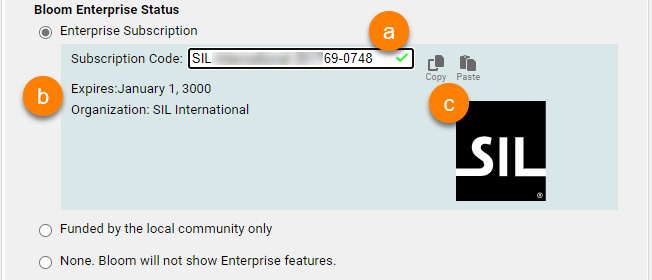 Bloom Enterprise Status
Enterprise Subscription
a
Subscription Code: SIL 69-0748
Copy Paste
b
Expires:January 1, 3000
c
Organization: SIL International
SIL
®
Funded by the local community only
None. Bloom will not show Enterprise features.